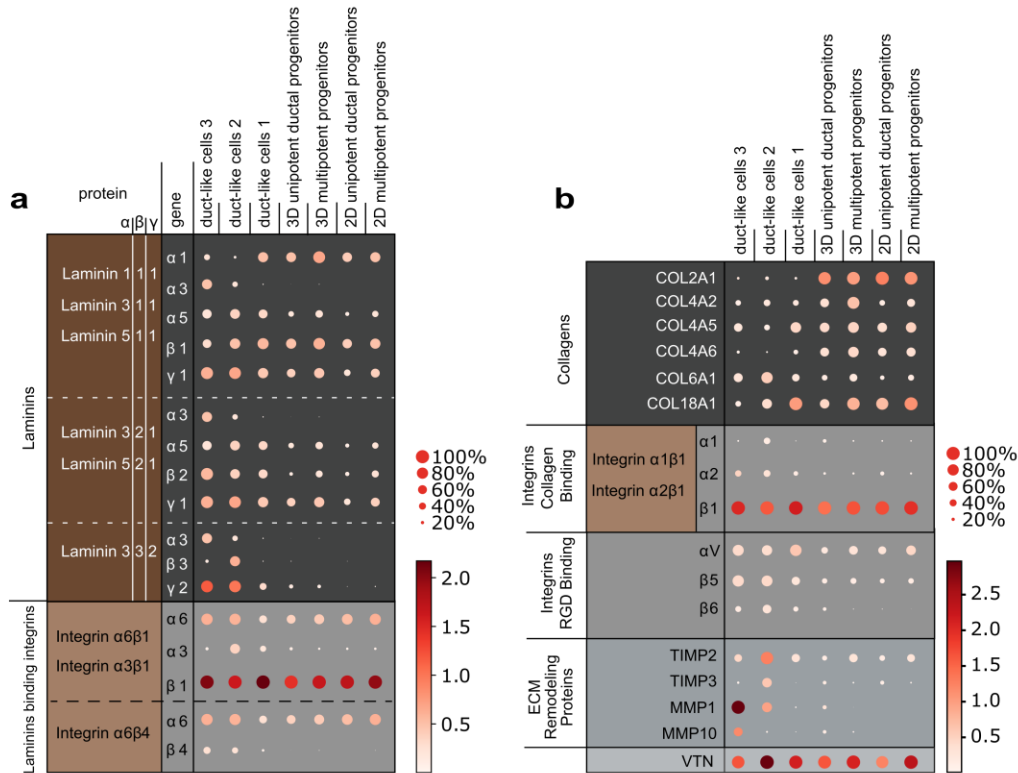 a
protein
α β γ
gene
duct-like cells 3
duct-like cells 2
duct-like cells 1
3D unipotent ductal progenitors
3D multipotent progenitors
2D unipotent ductal progenitors
2D multipotent progenitors
Laminins
Laminin 1 1 1
Laminin 3 1 1
Laminin 5 1 1
α 1
α 3
α 5
β 1
γ 1
Laminin 3 2 1
Laminin 5 2 1
α 3
α 5
β 2
γ 1
Laminin 3 3 2
α 3
β 3
γ 2
Laminins binding integrins
Integrin α6β1
Integrin α3β1
α 6
α 3
β 1
Integrin α6β4
α 6
β 4
100%
80%
60%
40%
20%
2.0
1.5
1.0
0.5
b
duct-like cells 3
duct-like cells 2
duct-like cells 1
3D unipotent ductal progenitors
3D multipotent progenitors
2D unipotent ductal progenitors
2D multipotent progenitors
Collagens
COL2A1
COL4A2
COL4A5
COL4A6
COL6A1
COL18A1
Integrins
Collagen
Binding
Integrin α1β1
Integrin α2β1
α1
α2
β1
Integrins
RGD Binding
αV
β5
β6
ECM
Remodeling
Proteins
TIMP2
TIMP3
MMP1
MMP10
VTN
100%
80%
60%
40%
20%
2.5
2.0
1.5
1.0
0.5